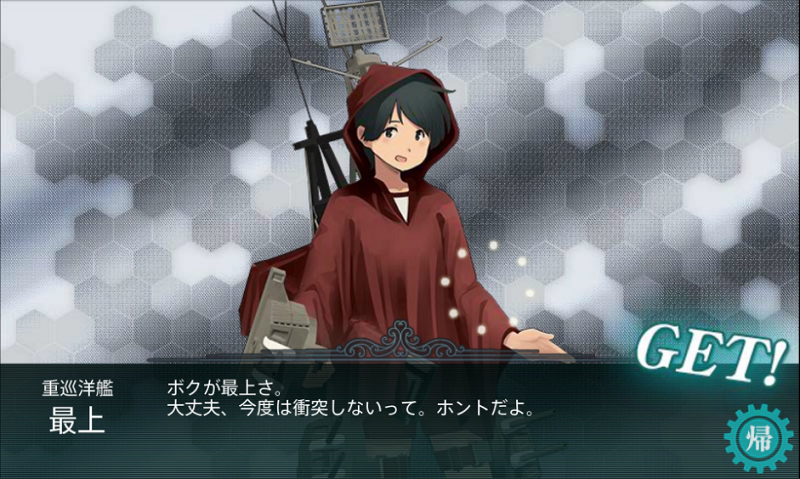 GET!
重巡洋艦
最上
ボクが最上さ。
大丈夫、今度は衝突しないって。ホントだよ。
帰